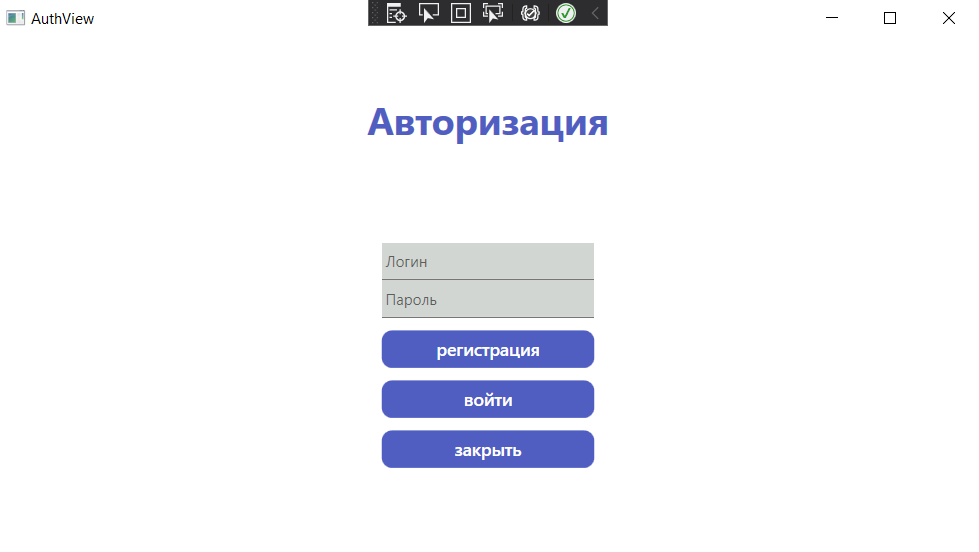 AuthView
Авторизация
Логин
Пароль
регистрация
войти
закрыть